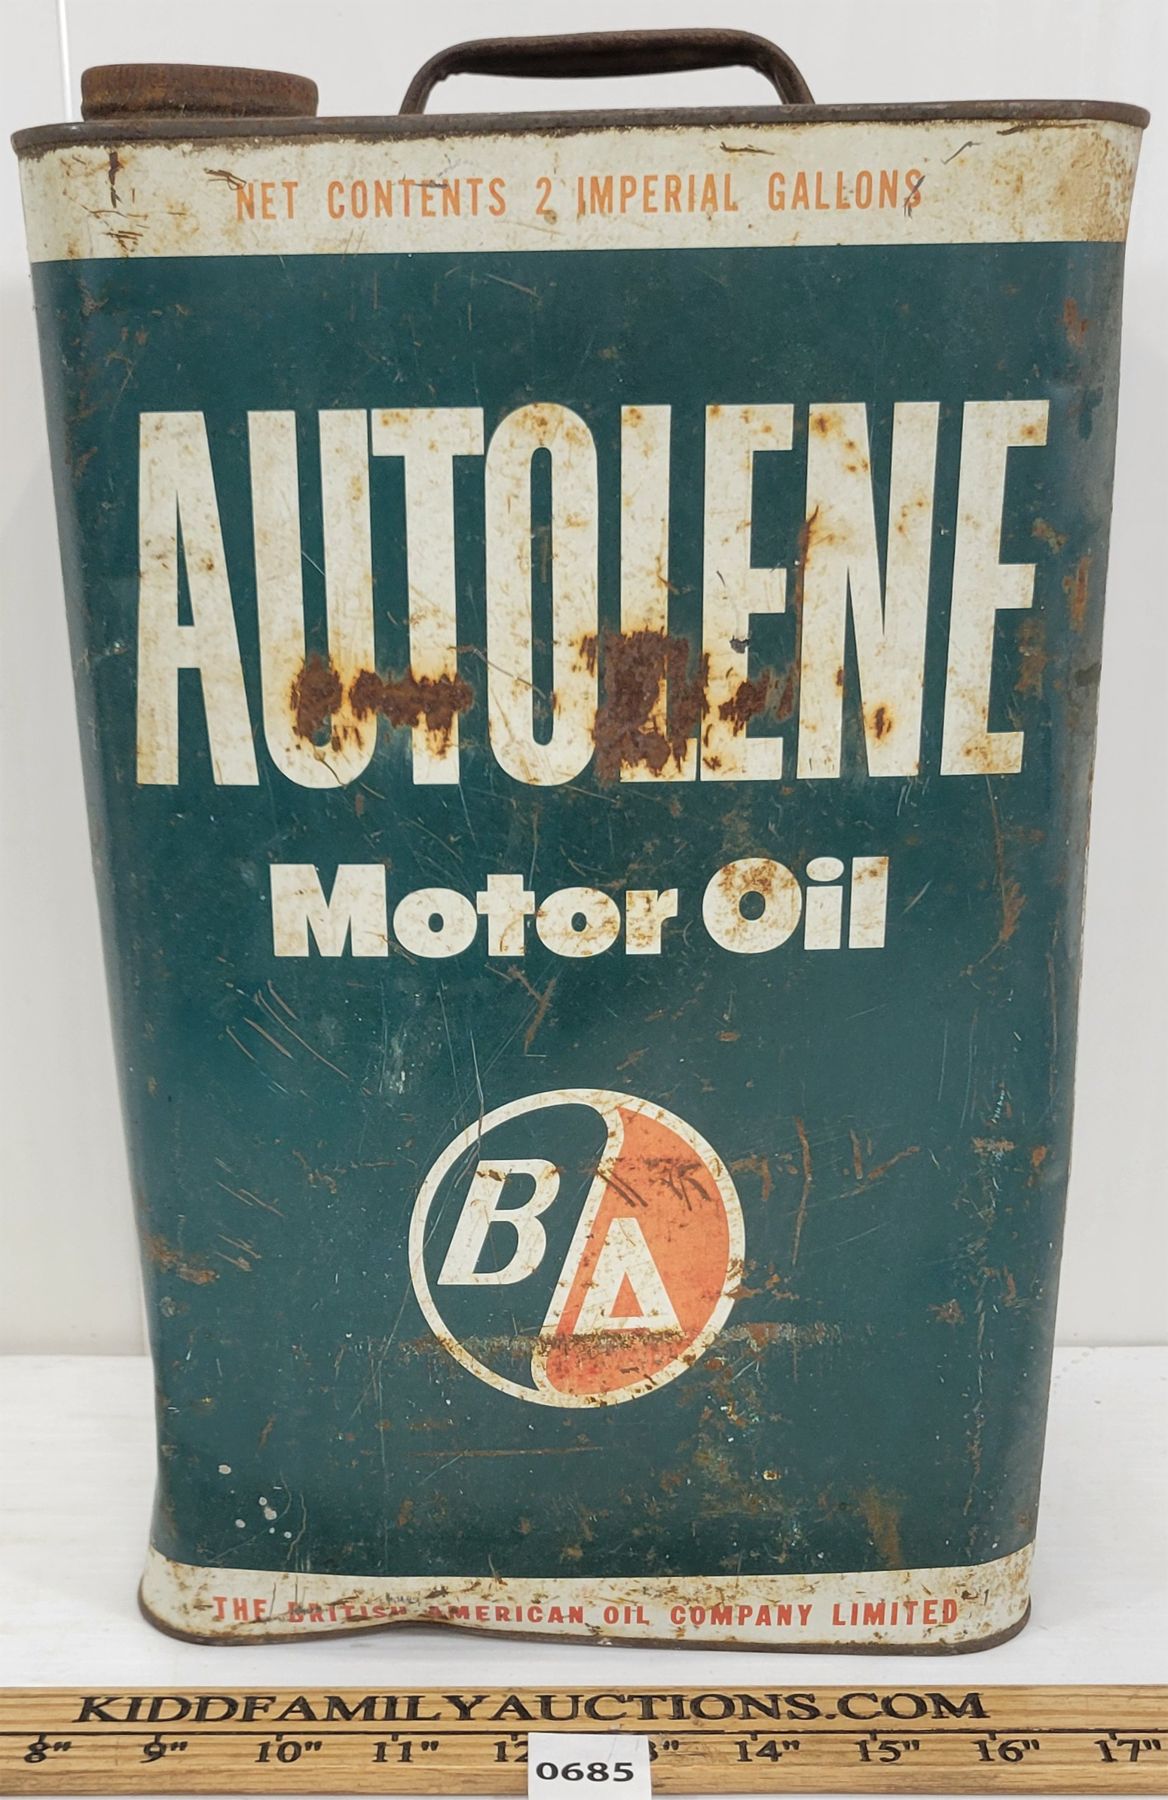 NET CONTENTS 2 IMPERIAL GALLONS
AUTOLENE
Motor Oil
BA
THE BRITISH AMERICAN OIL COMPANY LIMITED
KIDDFAMILYAUCTIONS.COM
8" 9" 10" 11" 14" 15" 16" 17"
0685